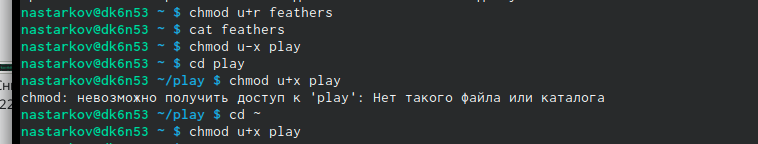 nastarkov@dk6n53 ~ $ chmod u+r feathers
nastarkov@dk6n53 ~ $ cat feathers
nastarkov@dk6n53 ~ $ chmod u-x play
nastarkov@dk6n53 ~ $ cd play
nastarkov@dk6n53 ~/play $ chmod u+x play
chmod: невозможно получить доступ к 'play': Нет такого файла или каталога
nastarkov@dk6n53 ~/play $ cd ~
nastarkov@dk6n53 ~ $ chmod u+x play